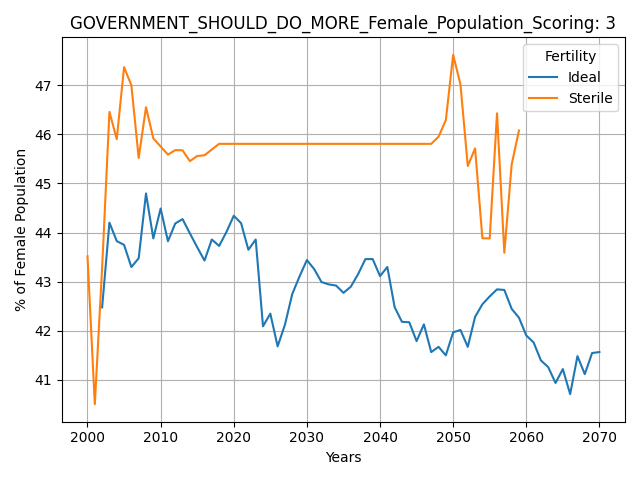 GOVERNMENT_SHOULD_DO_MORE_Female_Population_Scoring: 3
Fertility
Ideal
Sterile
% of Female Population
47
46
45
44
43
42
41
2000 2010 2020 2030 2040 2050 2060 2070
Years